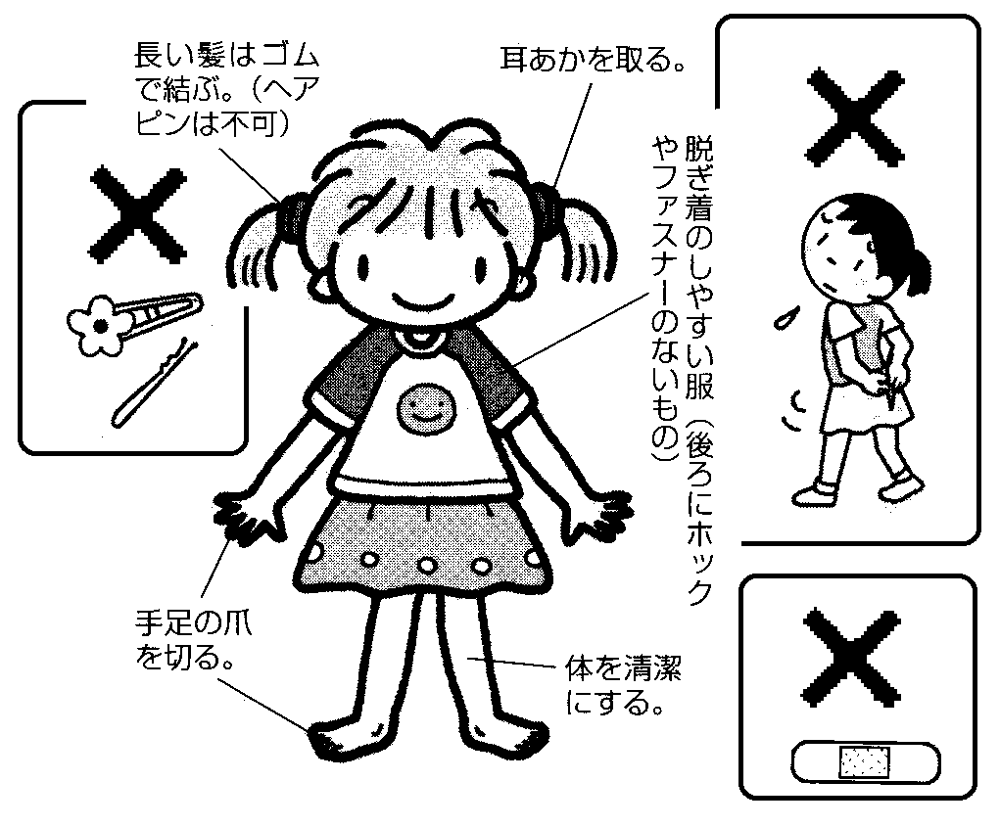 長い髪はゴム
で結ぶ。（ヘア
ピンは不可）
耳あかを取る。
脱ぎ着のしやすい服（後ろにホック
やファスナーのないもの）
手足の爪
を切る。
体を清潔
にする。